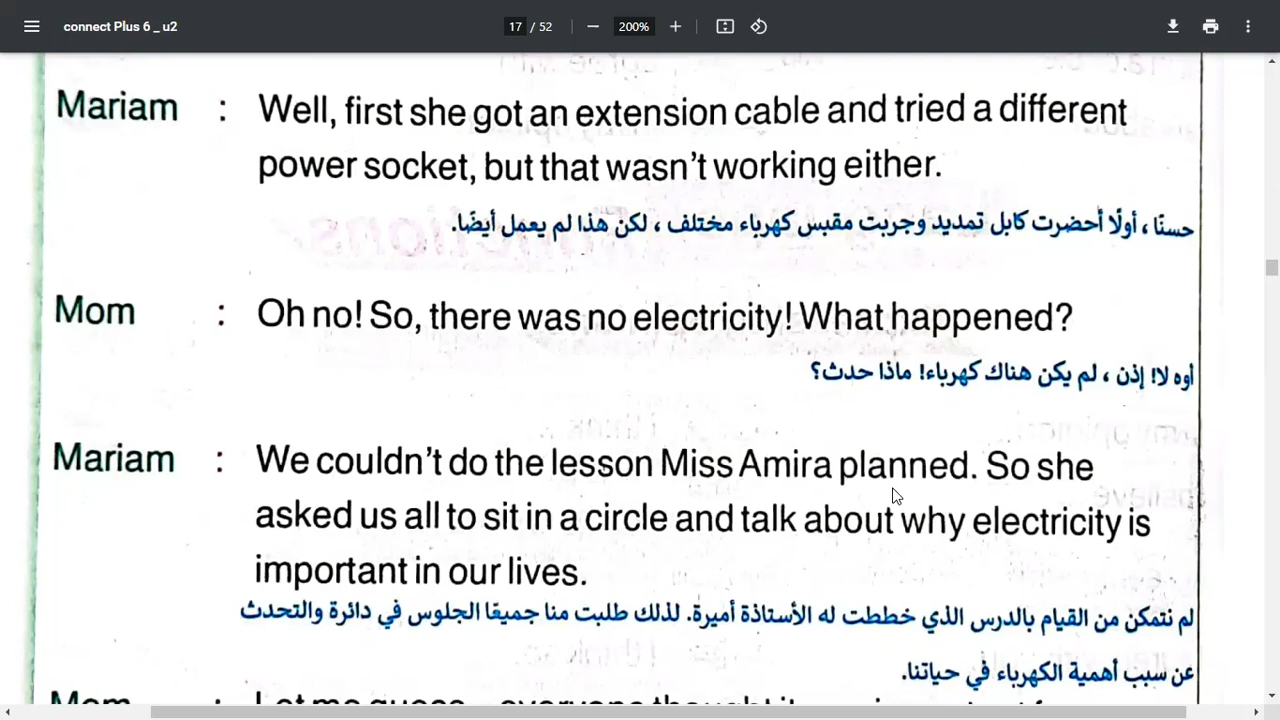 connect Plus 6 _ u2
17 / 52
200%
Mariam : Well, first she got an extension cable and tried a different
power socket, but that wasn't working either.
حسنًا ، أولًا أحضرت كابل تمديد وجربت مقبس كهرباء مختلف ، لكن هذا لم يعمل أيضًا.
Mom : Oh no! So, there was no electricity! What happened?
أوه لا! إذن ، لم يكن هناك كهرباء! ماذا حدث؟
Mariam : We couldn't do the lesson Miss Amira planned. So she
asked us all to sit in a circle and talk about why electricity is
important in our lives.
لم نتمكن من القيام بالدرس الذي خططت له الأستاذة أميرة. لذلك طلبت منا جميعًا الجلوس في دائرة والتحدث
عن سبب أهمية الكهرباء في حياتنا.
Mom : Let me guess